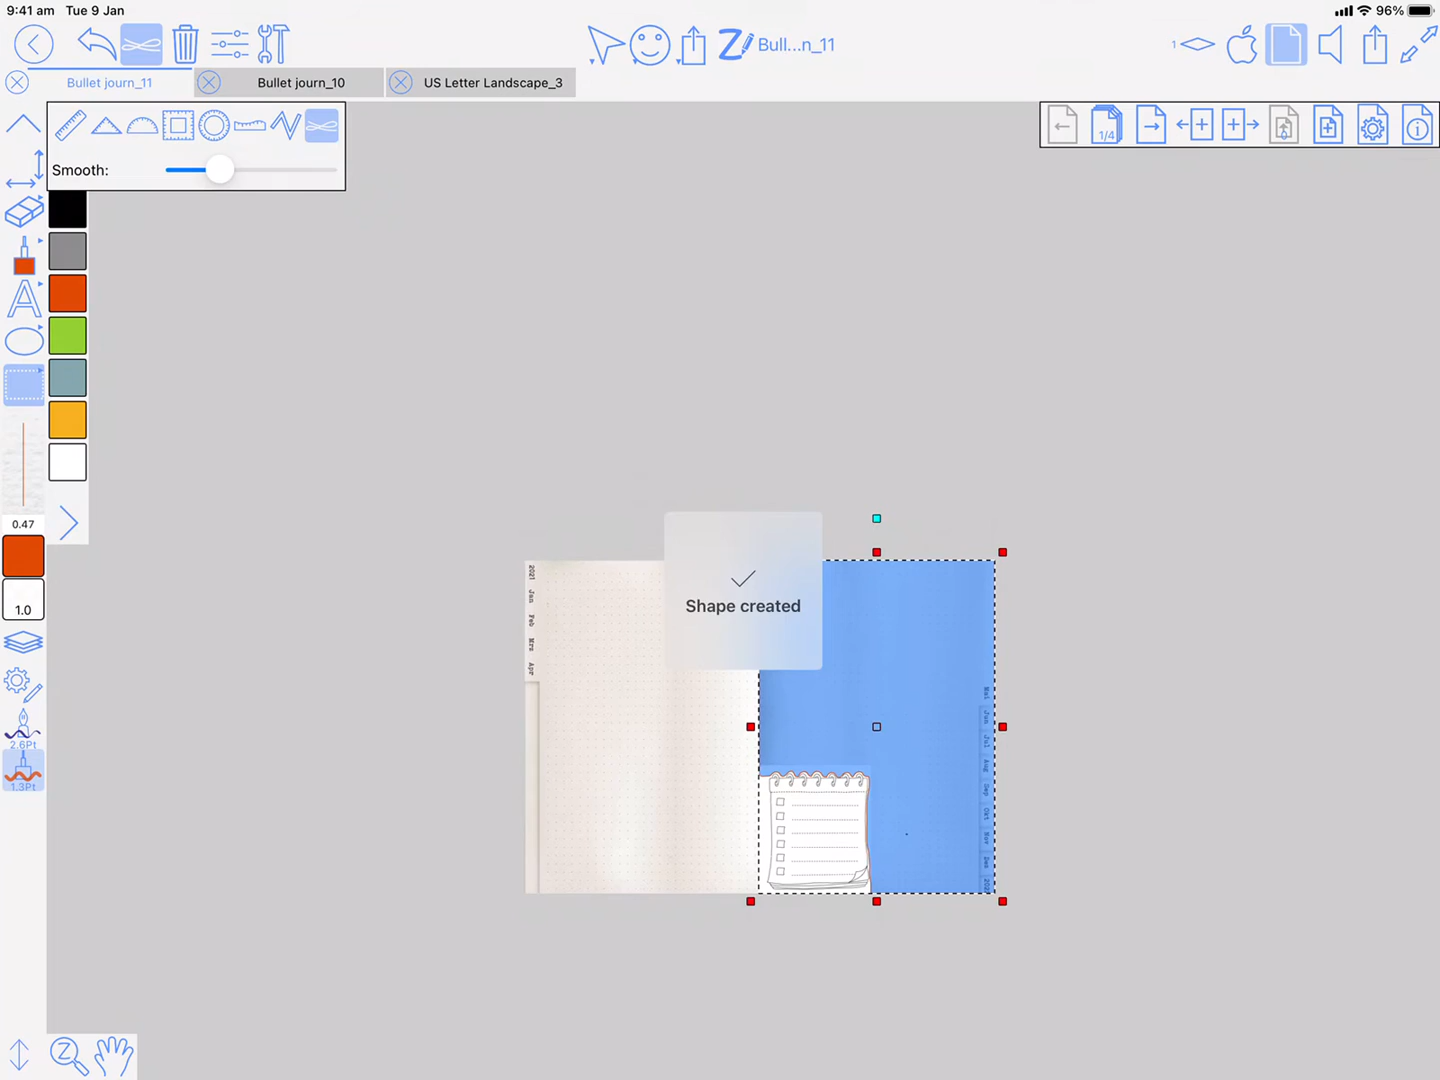 9:41 am Tue 9 Jan
96%
Bull...n_11
1
Bullet journ_11
Bullet journ_10
US Letter Landscape_3
1/4
0
Smooth:
0.47
1.0
2.6Pt
1.3Pt
Z
Shape created
2021
Jan
Feb
Mrz
Apr
Mai
Jun
Jul
Aug
Sep
Okt
Nov
Dez